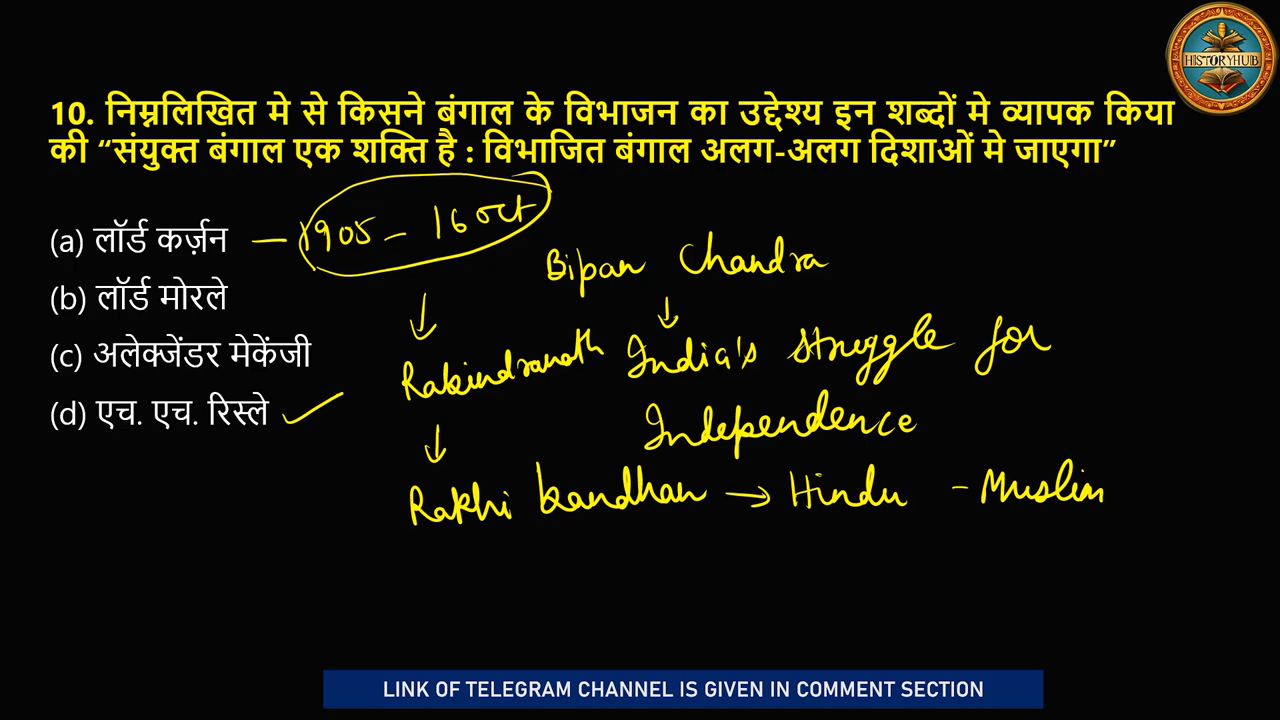 HISTORYHUB
10. निम्नलिखित मे से किसने बंगाल के विभाजन का उद्देश्य इन शब्दों मे व्यापक किया
की “संयुक्त बंगाल एक शक्ति है : विभाजित बंगाल अलग-अलग दिशाओं मे जाएगा”
(a) लॉर्ड कर्ज़न — 1905 – 16 oct
Bipan Chandra
(b) लॉर्ड मोरले
(c) अलेक्जेंडर मेकेंजी
Rabindranath India's struggle for
(d) एच. एच. रिस्ले
Independence
Rakhi bandhan → Hindu - Muslim
LINK OF TELEGRAM CHANNEL IS GIVEN IN COMMENT SECTION